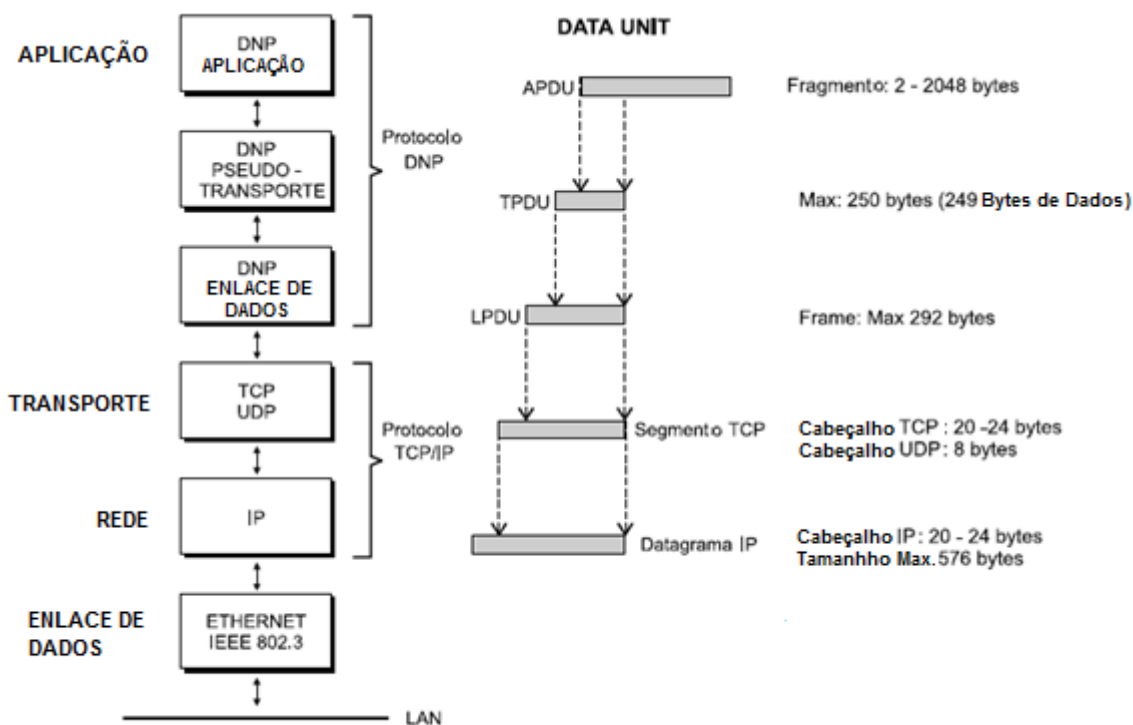 DATA UNIT
APLICAÇÃO
DNP
APLICAÇÃO
APDU
Fragmento: 2 - 2048 bytes
Protocolo
DNP
DNP
PSEUDO -
TRANSPORTE
TPDU
Max: 250 bytes (249 Bytes de Dados)
DNP
ENLACE DE
DADOS
LPDU
Frame: Max 292 bytes
TRANSPORTE
TCP
UDP
Protocolo
TCP/IP
Segmento TCP
Cabeçalho TCP : 20 -24 bytes
Cabeçalho UDP : 8 bytes
REDE
IP
Datagrama IP
Cabeçalho IP : 20 - 24 bytes
Tamanhho Max. 576 bytes
ENLACE DE
DADOS
ETHERNET
IEEE 802.3
LAN